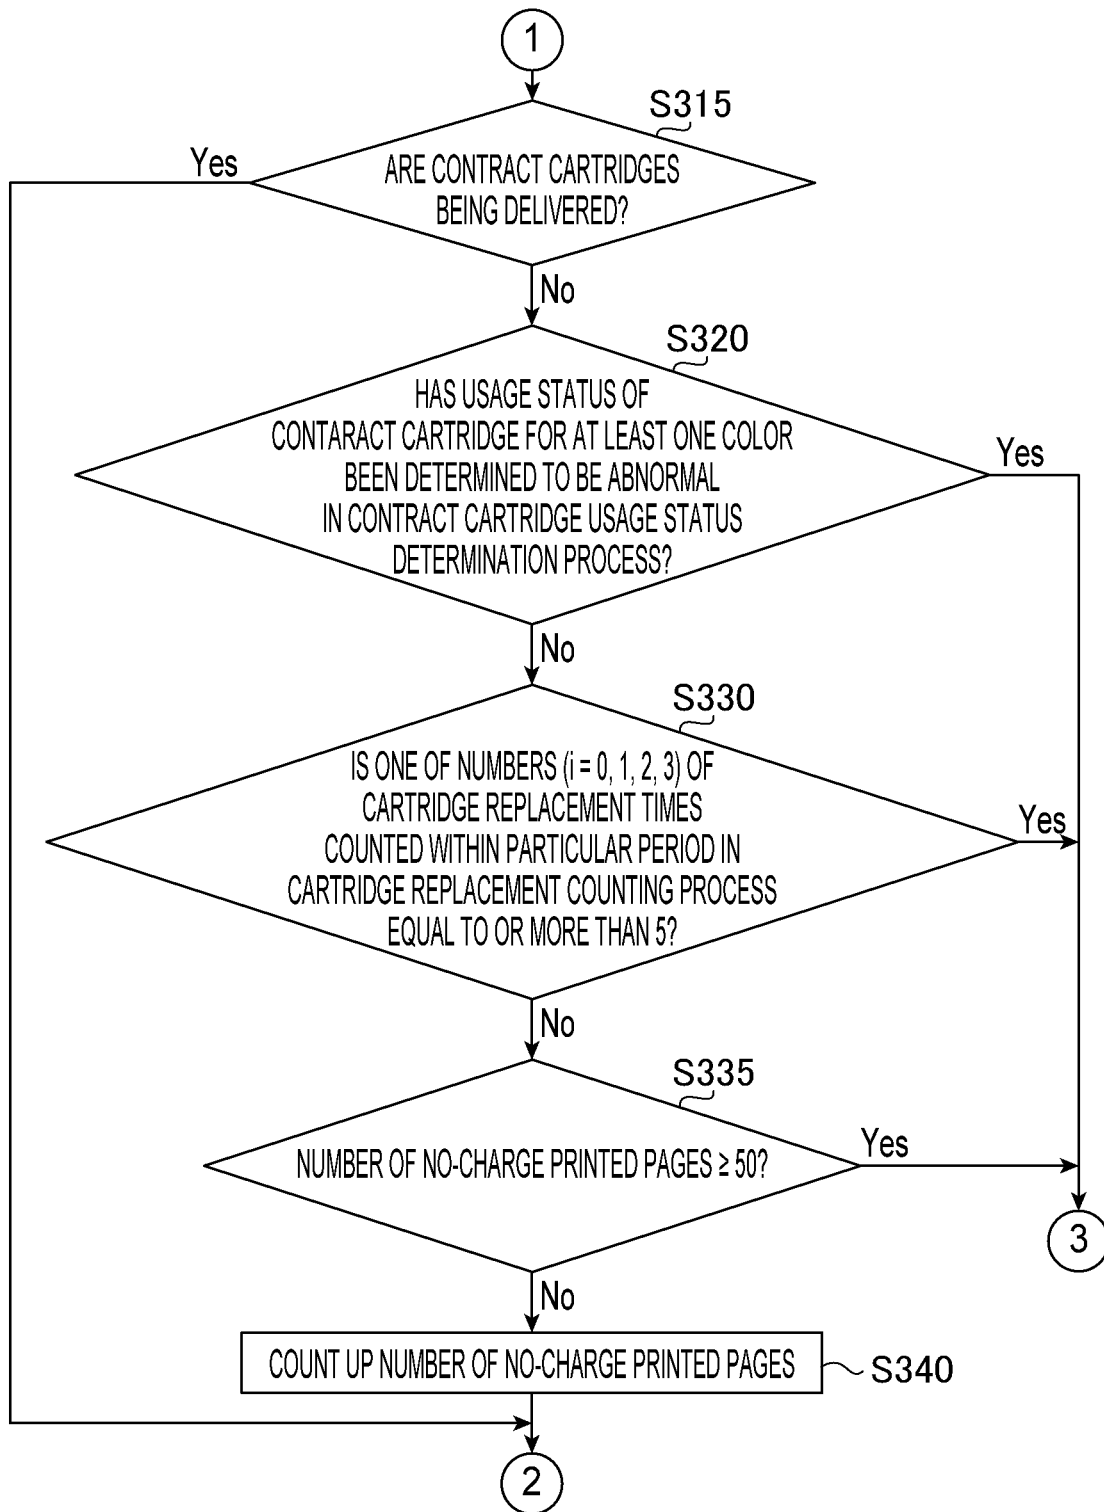 1
S315
Yes
ARE CONTRACT CARTRIDGES
BEING DELIVERED?
No
S320
HAS USAGE STATUS OF
CONTARACT CARTRIDGE FOR AT LEAST ONE COLOR
BEEN DETERMINED TO BE ABNORMAL
IN CONTRACT CARTRIDGE USAGE STATUS
DETERMINATION PROCESS?
Yes
No
S330
IS ONE OF NUMBERS (i = 0, 1, 2, 3) OF
CARTRIDGE REPLACEMENT TIMES
COUNTED WITHIN PARTICULAR PERIOD IN
CARTRIDGE REPLACEMENT COUNTING PROCESS
EQUAL TO OR MORE THAN 5?
Yes
No
S335
NUMBER OF NO-CHARGE PRINTED PAGES ≥ 50?
Yes
3
No
COUNT UP NUMBER OF NO-CHARGE PRINTED PAGES
S340
2